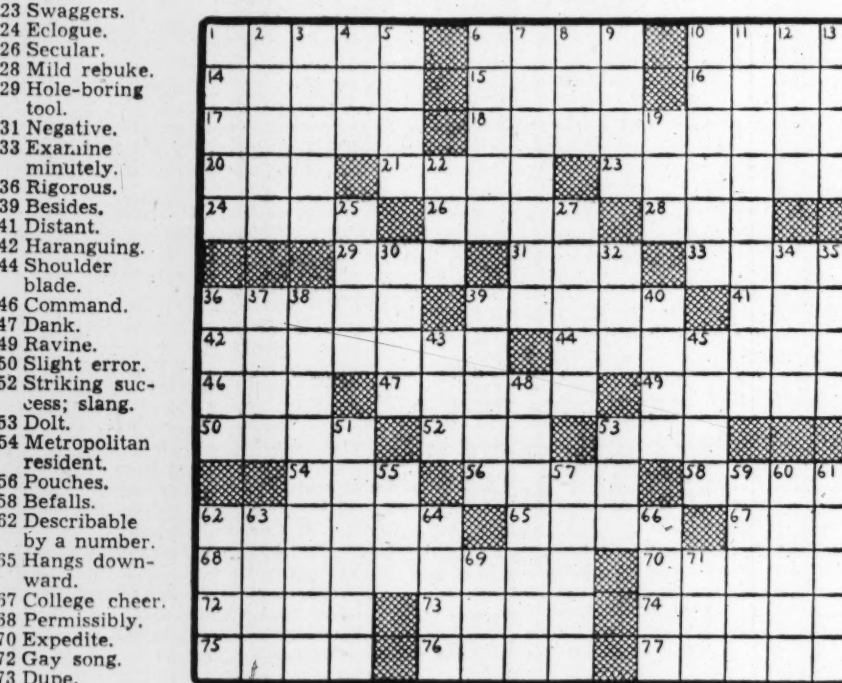 23 Swaggers.
24 Eclogue.
26 Secular.
28 Mild rebuke.
29 Hole-boring
tool.
31 Negative.
33 Examine
minutely.
36 Rigorous.
39 Besides.
41 Distant.
42 Haranguing.
44 Shoulder
blade.
46 Command.
47 Dank.
49 Ravine.
50 Slight error.
52 Striking suc-
cess; slang.
53 Dolt.
54 Metropolitan
resident.
56 Pouches.
58 Befalls.
62 Describable
by a number.
65 Hangs down-
ward.
67 College cheer.
68 Permissibly.
70 Expedite.
72 Gay song.
73 Dupe.
1 2 3 4 5 6 7 8 9 10 11 12 13
14 15 16
17 18 19
20 21 22 23
24 25 26 27 28
29 30 31 32 33 34 35
36 37 38 39 40 41
42 43 44 45
46 47 48 49
50 51 52 53
54 55 56 57 58 59 60 61
62 63 64 65 66 67
68 69 70 71
72 73 74
75 76 77